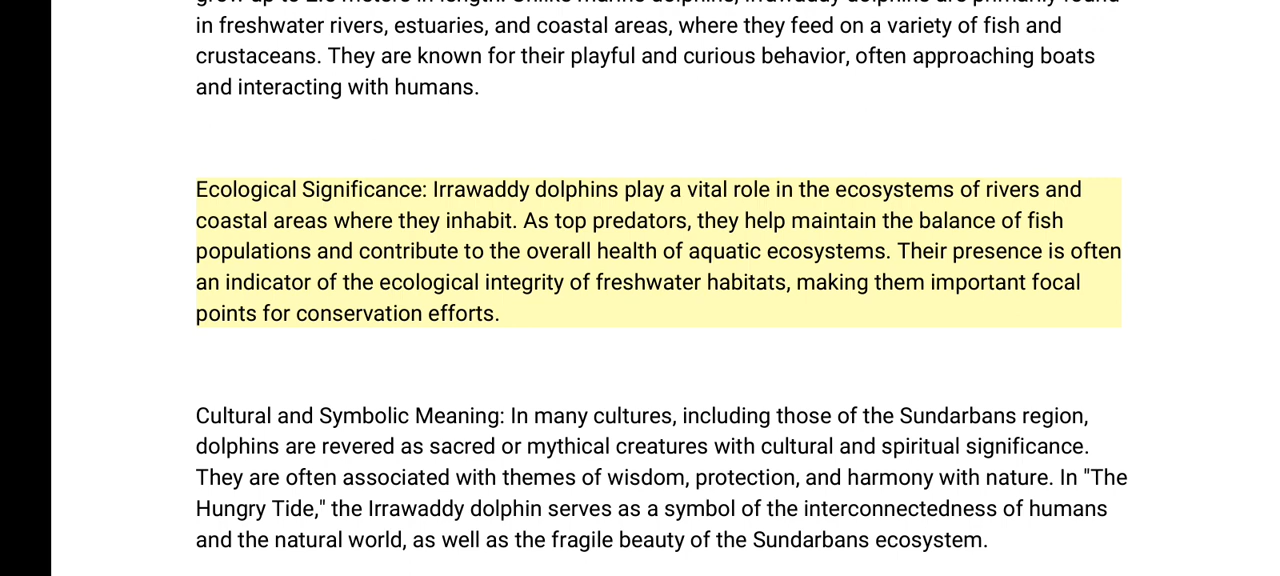 in freshwater rivers, estuaries, and coastal areas, where they feed on a variety of fish and
crustaceans. They are known for their playful and curious behavior, often approaching boats
and interacting with humans.
Ecological Significance: Irrawaddy dolphins play a vital role in the ecosystems of rivers and
coastal areas where they inhabit. As top predators, they help maintain the balance of fish
populations and contribute to the overall health of aquatic ecosystems. Their presence is often
an indicator of the ecological integrity of freshwater habitats, making them important focal
points for conservation efforts.
Cultural and Symbolic Meaning: In many cultures, including those of the Sundarbans region,
dolphins are revered as sacred or mythical creatures with cultural and spiritual significance.
They are often associated with themes of wisdom, protection, and harmony with nature. In "The
Hungry Tide," the Irrawaddy dolphin serves as a symbol of the interconnectedness of humans
and the natural world, as well as the fragile beauty of the Sundarbans ecosystem.